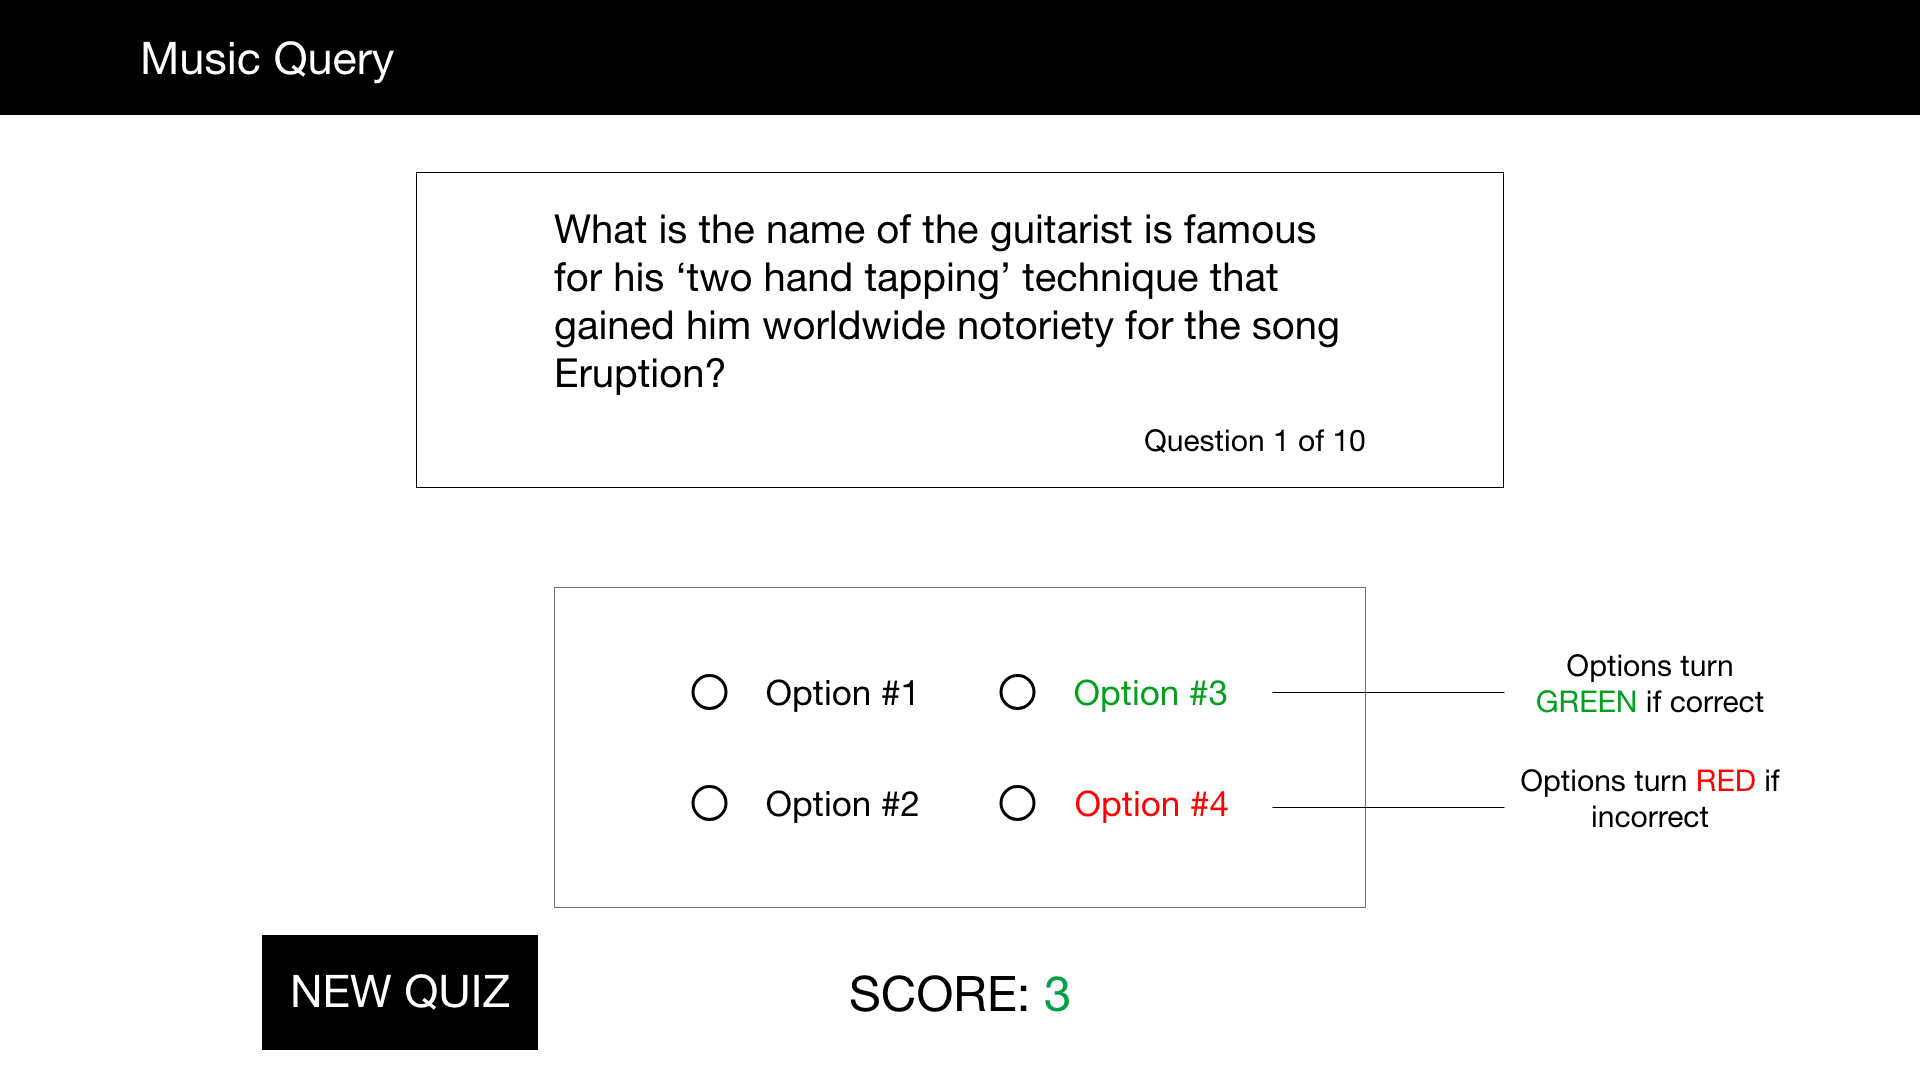 Music Query
What is the name of the guitarist is famous
for his ‘two hand tapping’ technique that
gained him worldwide notoriety for the song
Eruption?
Question 1 of 10
Option #1
Option #3
Options turn
GREEN if correct
Option #2
Option #4
Options turn RED if
incorrect
NEW QUIZ
SCORE: 3